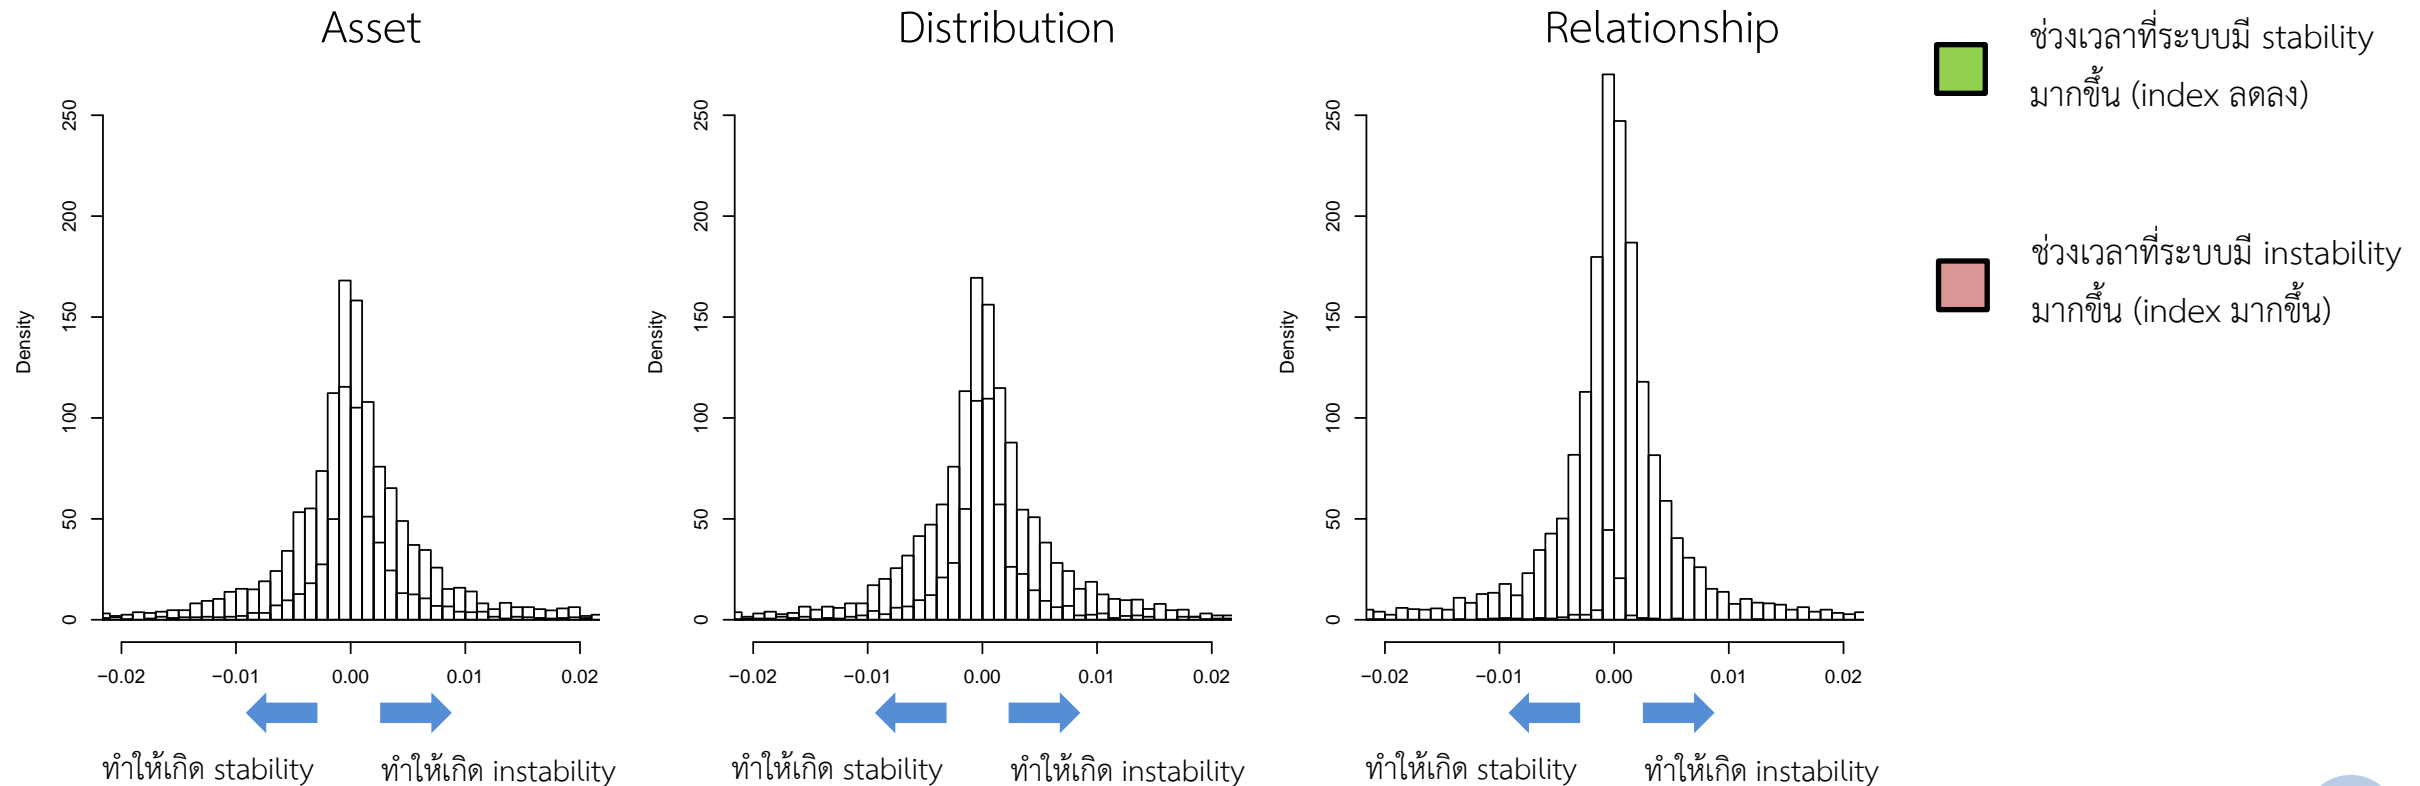 Asset
Distribution
Relationship
ช่วงเวลาที่ระบบมี stability
มากขึ้น (index ลดลง)
ช่วงเวลาที่ระบบมี instability
มากขึ้น (index มากขึ้น)
Density
250
200
150
100
50
0
−0.02 −0.01 0.00 0.01 0.02
ทำให้เกิด stability ทำให้เกิด instability
Density
250
200
150
100
50
0
−0.02 −0.01 0.00 0.01 0.02
ทำให้เกิด stability ทำให้เกิด instability
Density
250
200
150
100
50
0
−0.02 −0.01 0.00 0.01 0.02
ทำให้เกิด stability ทำให้เกิด instability